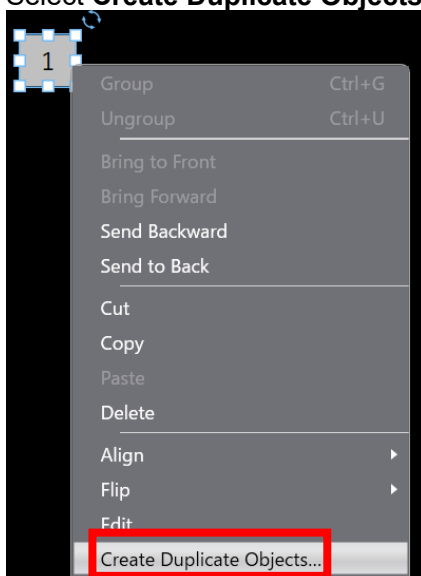 Select Create Duplicate Objects
1
Group Ctrl+G
Ungroup Ctrl+U
Bring to Front
Bring Forward
Send Backward
Send to Back
Cut
Copy
Paste
Delete
Align
Flip
Edit
Create Duplicate Objects...